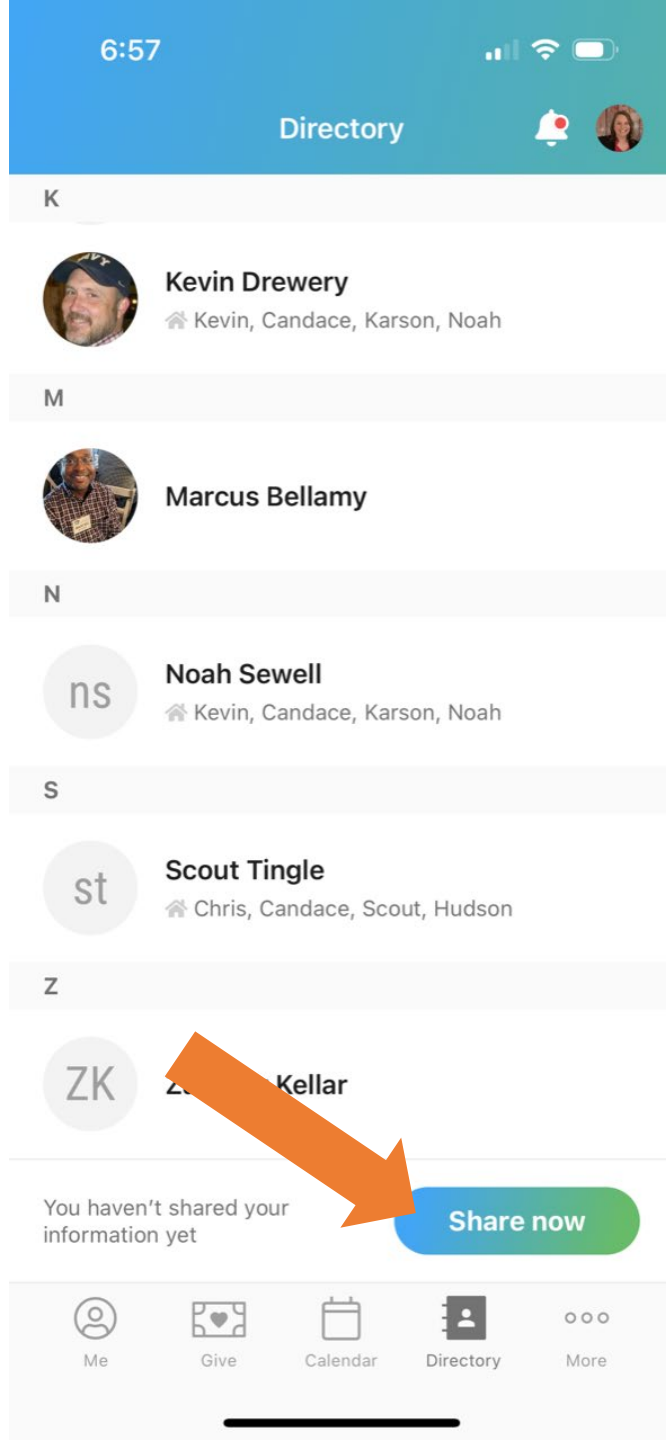 6:57
Directory
K
Kevin Drewery
Kevin, Candace, Karson, Noah
M
Marcus Bellamy
N
ns
Noah Sewell
Kevin, Candace, Karson, Noah
S
st
Scout Tingle
Chris, Candace, Scout, Hudson
Z
ZK
Kellar
You haven't shared your
information yet
Share now
Me
Give
Calendar
Directory
More